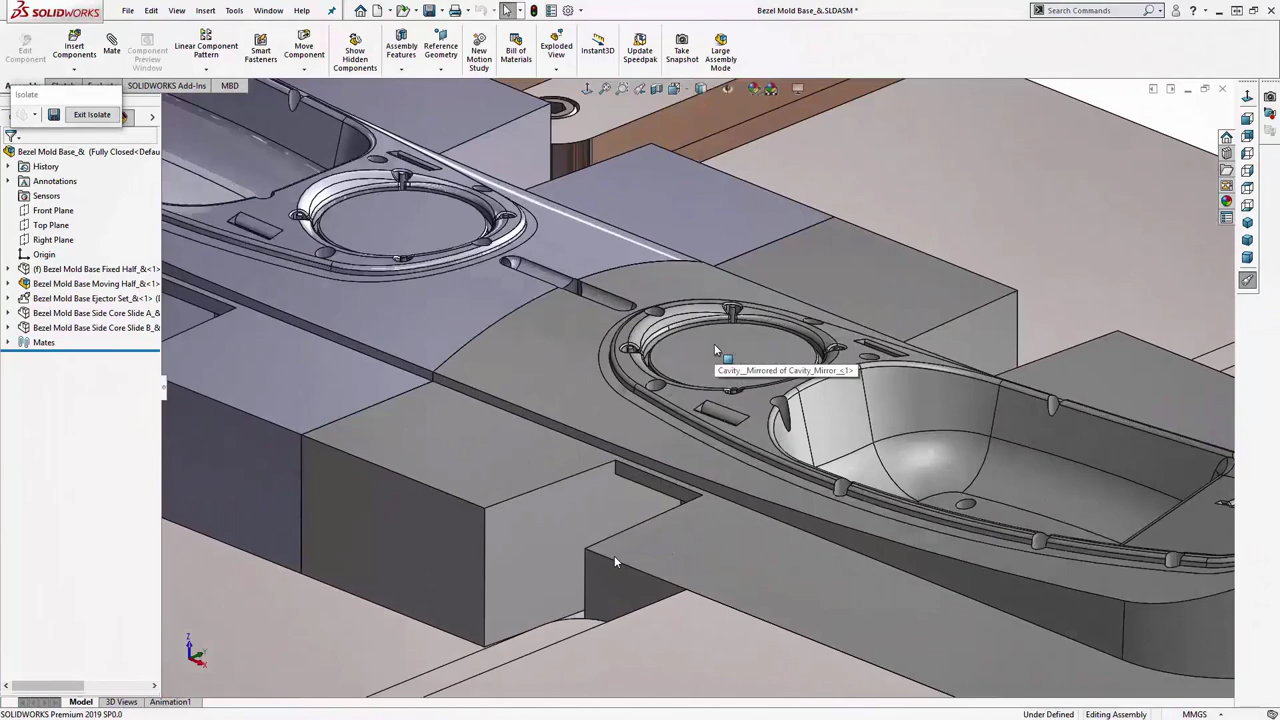 SOLIDWORKS File Edit View Insert Tools Window Help Bezel Mold Base_&.SLDASM * Search Commands
Edit Component
Insert Components
Mate
Component Preview Window
Linear Component Pattern
Smart Fasteners
Move Component
Show Hidden Components
Assembly Features
Reference Geometry
New Motion Study
Bill of Materials
Exploded View
Instant3D
Update Speedpak
Take Snapshot
Large Assembly Mode
SOLIDWORKS Add-Ins MBD
Isolate
Exit Isolate
Bezel Mold Base_& (Fully Closed<Defau
History
Annotations
Sensors
Front Plane
Top Plane
Right Plane
Origin
(f) Bezel Mold Base Fixed Half_&<1>
Bezel Mold Base Moving Half_&<1>
Bezel Mold Base Ejector Set_&<1> (
Bezel Mold Base Side Core Slide A_&
Bezel Mold Base Side Core Slide B_&
Mates
Cavity__Mirrored of Cavity_Mirror_<1>
Z
Y
X
Model 3D Views Animation1
SOLIDWORKS Premium 2019 SP0.0 Under Defined Editing Assembly MMGS